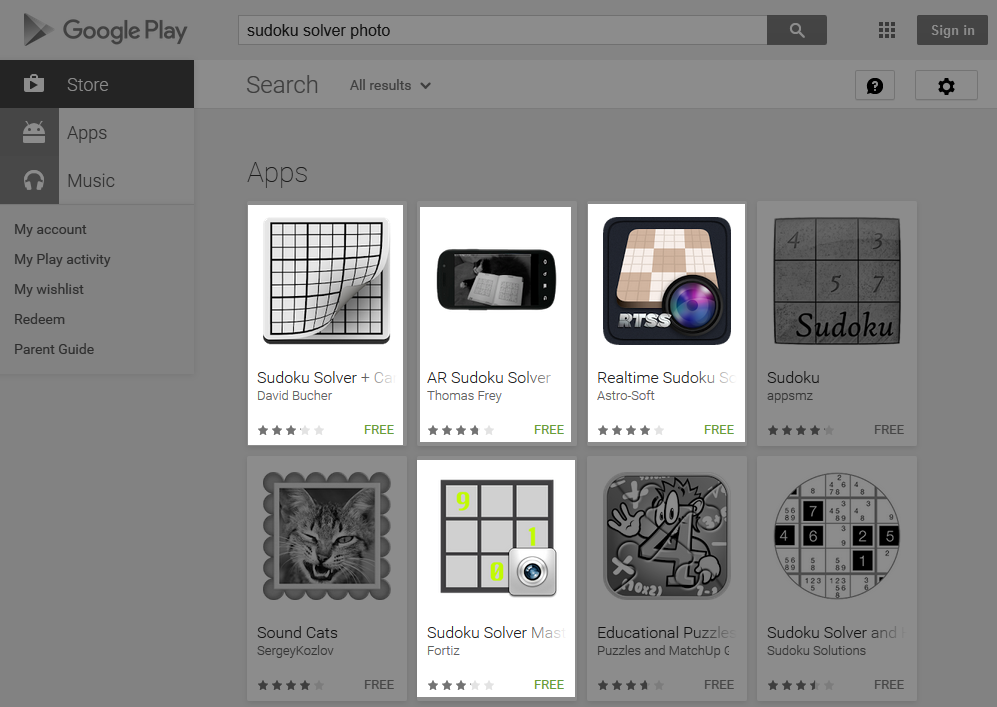 Google Play
sudoku solver photo
Sign in
Store
Search
All results
Apps
Music
My account
My Play activity
My wishlist
Redeem
Parent Guide
Apps
RTSS
4 3
5 7
Sudoku
Sudoku Solver + Ca
David Bucher
FREE
AR Sudoku Solver
Thomas Frey
FREE
Realtime Sudoku So
Astro-Soft
FREE
Sudoku
appsmz
FREE
9
1
0
7
4 6 2 5
1
Sound Cats
SergeyKozlov
FREE
Sudoku Solver Mast
Fortiz
FREE
Educational Puzzles
Puzzles and MatchUp G
FREE
Sudoku Solver and
Sudoku Solutions
FREE